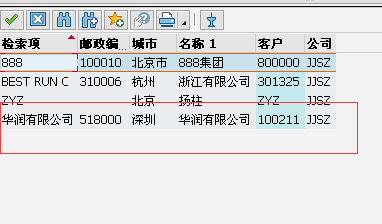 检索项 邮政编.. 城市 名称 1 客户 公司
888 100010 北京市 888集团 800000 JJSZ
BEST RUN C 310006 杭州 浙江有限公司 301325 JJSZ
ZYZ 北京 扬柱 ZYZ JJSZ
华润有限公司 518000 深圳 华润有限公司 100211 JJSZ